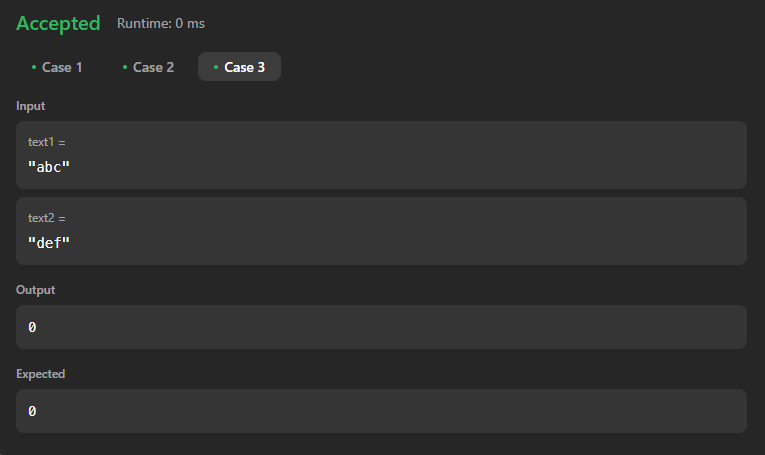 Accepted Runtime: 0 ms
• Case 1 • Case 2 • Case 3
Input
text1 =
"abc"
text2 =
"def"
Output
0
Expected
0